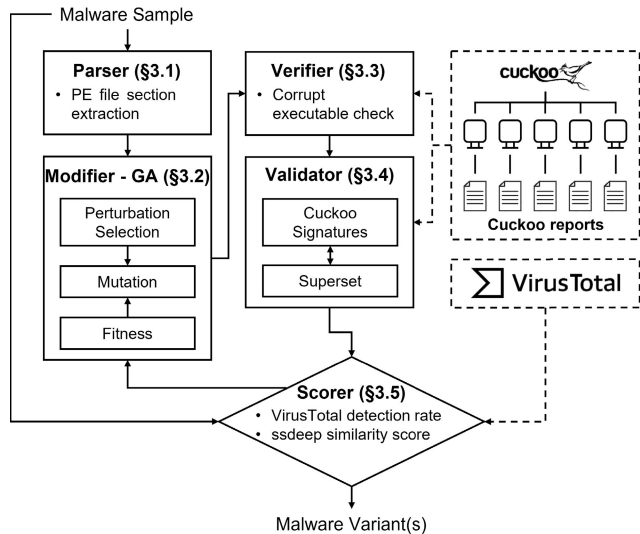 Malware Sample
Parser (§3.1)
• PE file section
extraction
Modifier - GA (§3.2)
Perturbation
Selection
Mutation
Fitness
Verifier (§3.3)
• Corrupt
executable check
Validator (§3.4)
Cuckoo
Signatures
Superset
cuckoo
Cuckoo reports
VirusTotal
Scorer (§3.5)
• VirusTotal detection rate
• ssdeep similarity score
Malware Variant(s)